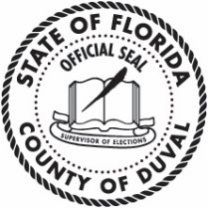 STATE OF FLORIDA
OFFICIAL SEAL
SUPERVISOR OF ELECTIONS
COUNTY OF DUVAL